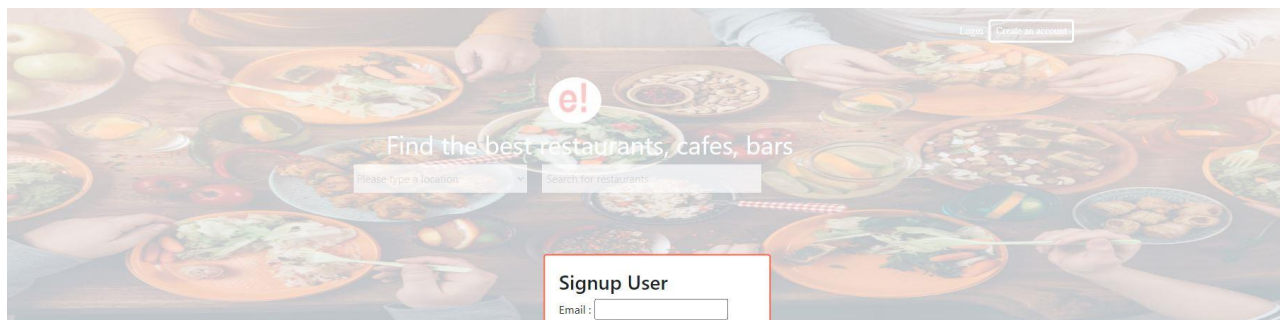 Login
Create an account
e!
Find the best restaurants, cafes, bars
Please type a location
Search for restaurants
Signup User
Email :